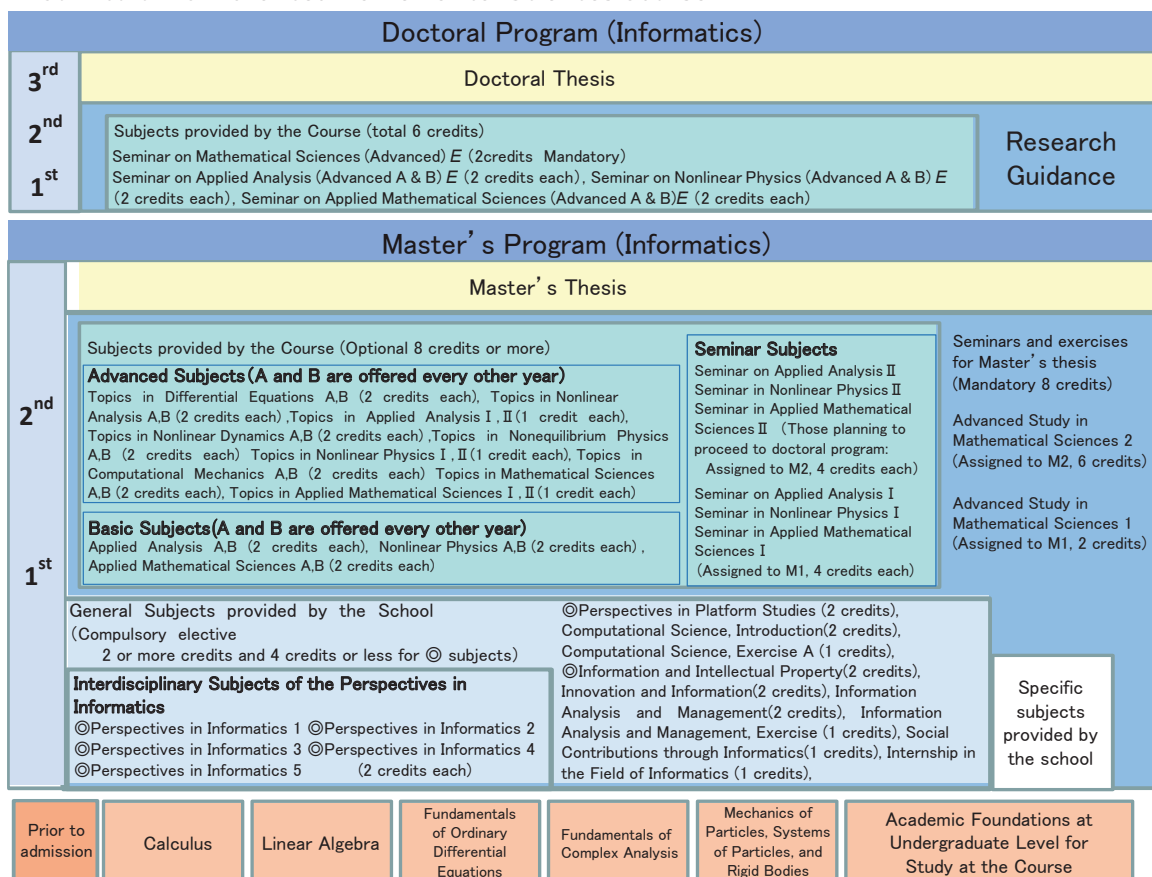 Doctoral Program (Informatics)
3rd
Doctoral Thesis
2nd
1st
Subjects provided by the Course (total 6 credits)
Seminar on Mathematical Sciences (Advanced) E (2credits Mandatory)
Seminar on Applied Analysis (Advanced A & B) E (2 credits each), Seminar on Nonlinear Physics (Advanced A & B) E
(2 credits each), Seminar on Applied Mathematical Sciences (Advanced A & B)E (2 credits each)
Research
Guidance
Master's Program (Informatics)
Master's Thesis
2nd
1st
Subjects provided by the Course (Optional 8 credits or more)
Advanced Subjects(A and B are offered every other year)
Topics in Differential Equations A,B (2 credits each), Topics in Nonlinear
Analysis A,B (2 credits each) ,Topics in Applied Analysis Ⅰ, Ⅱ(1 credit each),
Topics in Nonlinear Dynamics A,B (2 credits each) ,Topics in Nonequilibrium Physics
A,B (2 credits each) Topics in Nonlinear Physics Ⅰ, Ⅱ(1 credit each), Topics in
Computational Mechanics A,B (2 credits each) Topics in Mathematical Sciences
A,B (2 credits each), Topics in Applied Mathematical Sciences Ⅰ, Ⅱ(1 credit each)
Basic Subjects(A and B are offered every other year)
Applied Analysis A,B (2 credits each), Nonlinear Physics A,B (2 credits each) ,
Applied Mathematical Sciences A,B (2 credits each)
Seminar Subjects
Seminar on Applied Analysis Ⅱ
Seminar in Nonlinear Physics Ⅱ
Seminar in Applied Mathematical
Sciences Ⅱ (Those planning to
proceed to doctoral program:
Assigned to M2, 4 credits each)
Seminar on Applied Analysis Ⅰ
Seminar in Nonlinear Physics Ⅰ
Seminar in Applied Mathematical
Sciences Ⅰ
(Assigned to M1, 4 credits each)
Seminars and exercises
for Master's thesis
(Mandatory 8 credits)
Advanced Study in
Mathematical Sciences 2
(Assigned to M2, 6 credits)
Advanced Study in
Mathematical Sciences 1
(Assigned to M1, 2 credits)
General Subjects provided by the School
(Compulsory elective
2 or more credits and 4 credits or less for ◎ subjects)
Interdisciplinary Subjects of the Perspectives in
Informatics
◎Perspectives in Informatics 1 ◎Perspectives in Informatics 2
◎Perspectives in Informatics 3 ◎Perspectives in Informatics 4
◎Perspectives in Informatics 5 (2 credits each)
◎Perspectives in Platform Studies (2 credits),
Computational Science, Introduction(2 credits),
Computational Science, Exercise A (1 credits),
◎Information and Intellectual Property(2 credits),
Innovation and Information(2 credits), Information
Analysis and Management(2 credits), Information
Analysis and Management, Exercise (1 credits), Social
Contributions through Informatics(1 credits), Internship in
the Field of Informatics (1 credits),
Specific
subjects
provided by
the school
Prior to
admission
Calculus
Linear Algebra
Fundamentals
of Ordinary
Differential
Equations
Fundamentals of
Complex Analysis
Mechanics of
Particles, Systems
of Particles, and
Rigid Bodies
Academic Foundations at
Undergraduate Level for
Study at the Course